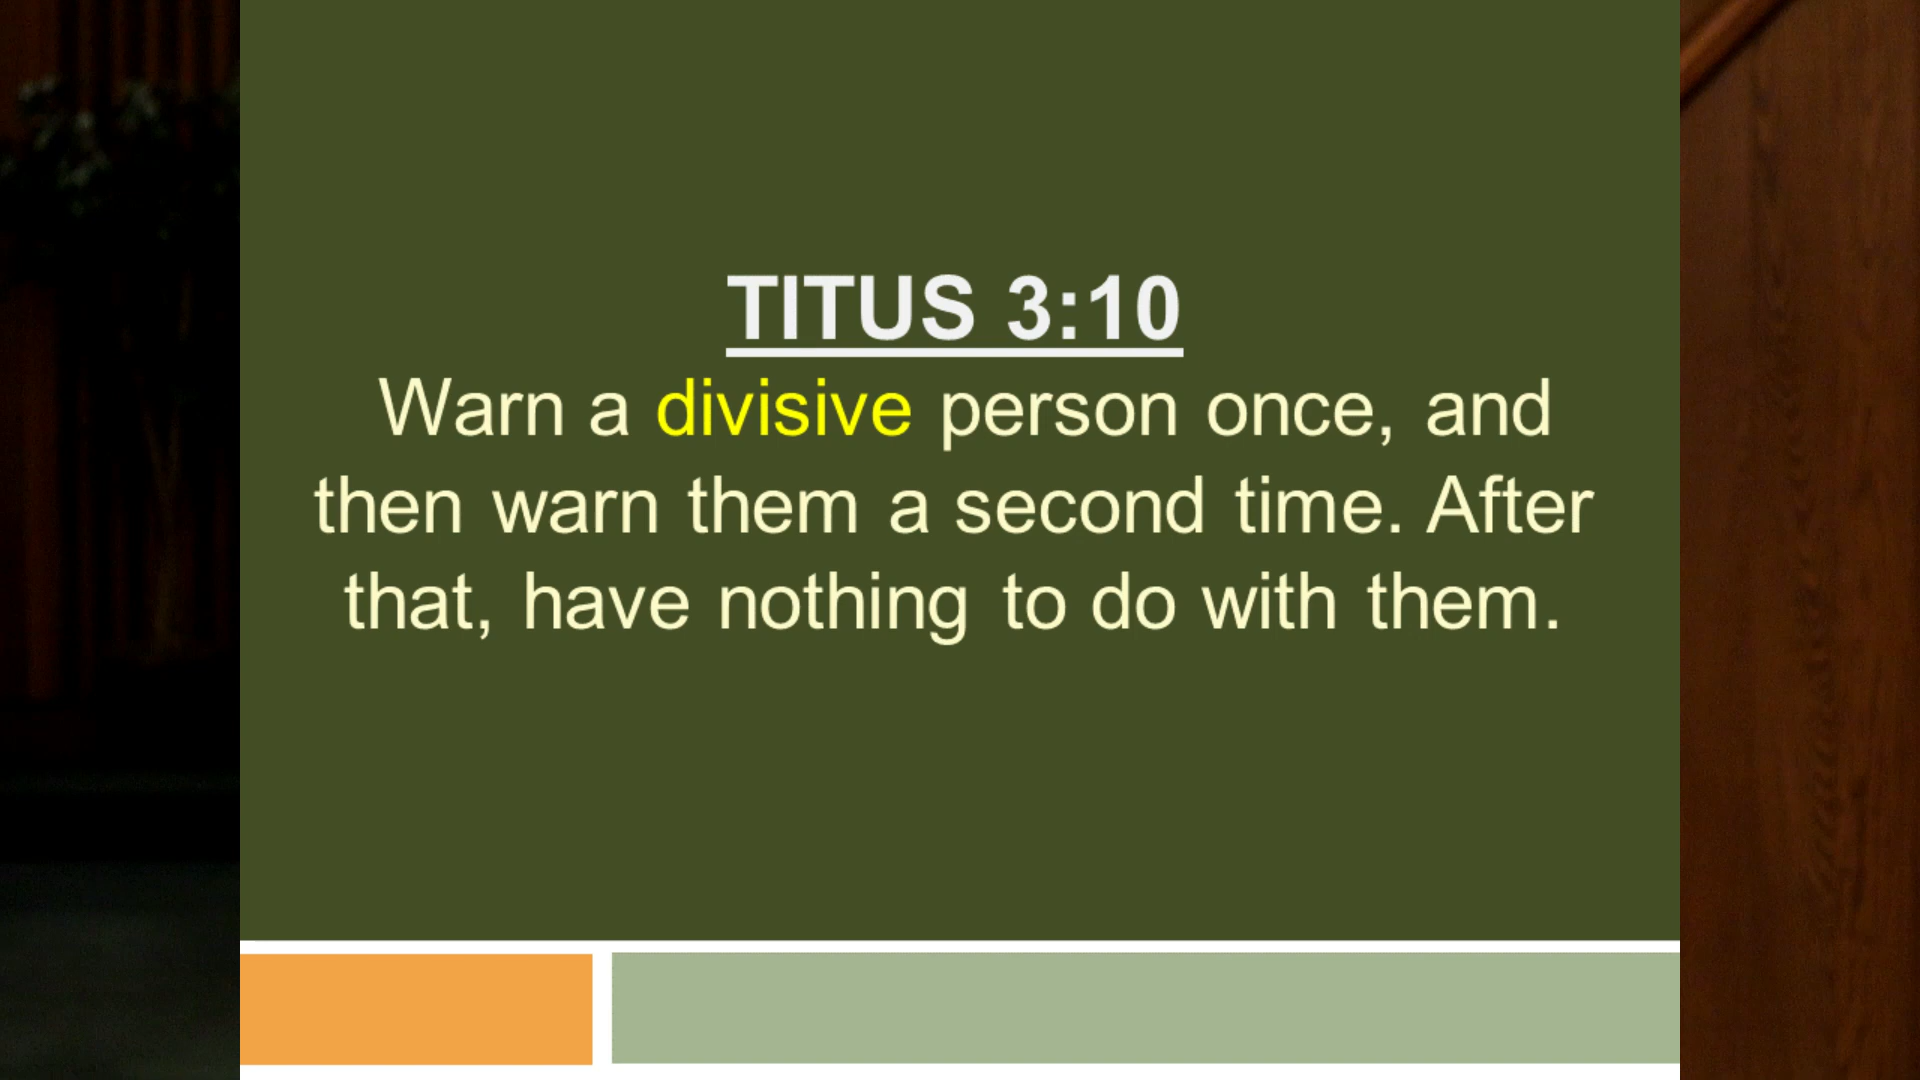 TITUS 3:10
Warn a divisive person once, and
then warn them a second time. After
that, have nothing to do with them.